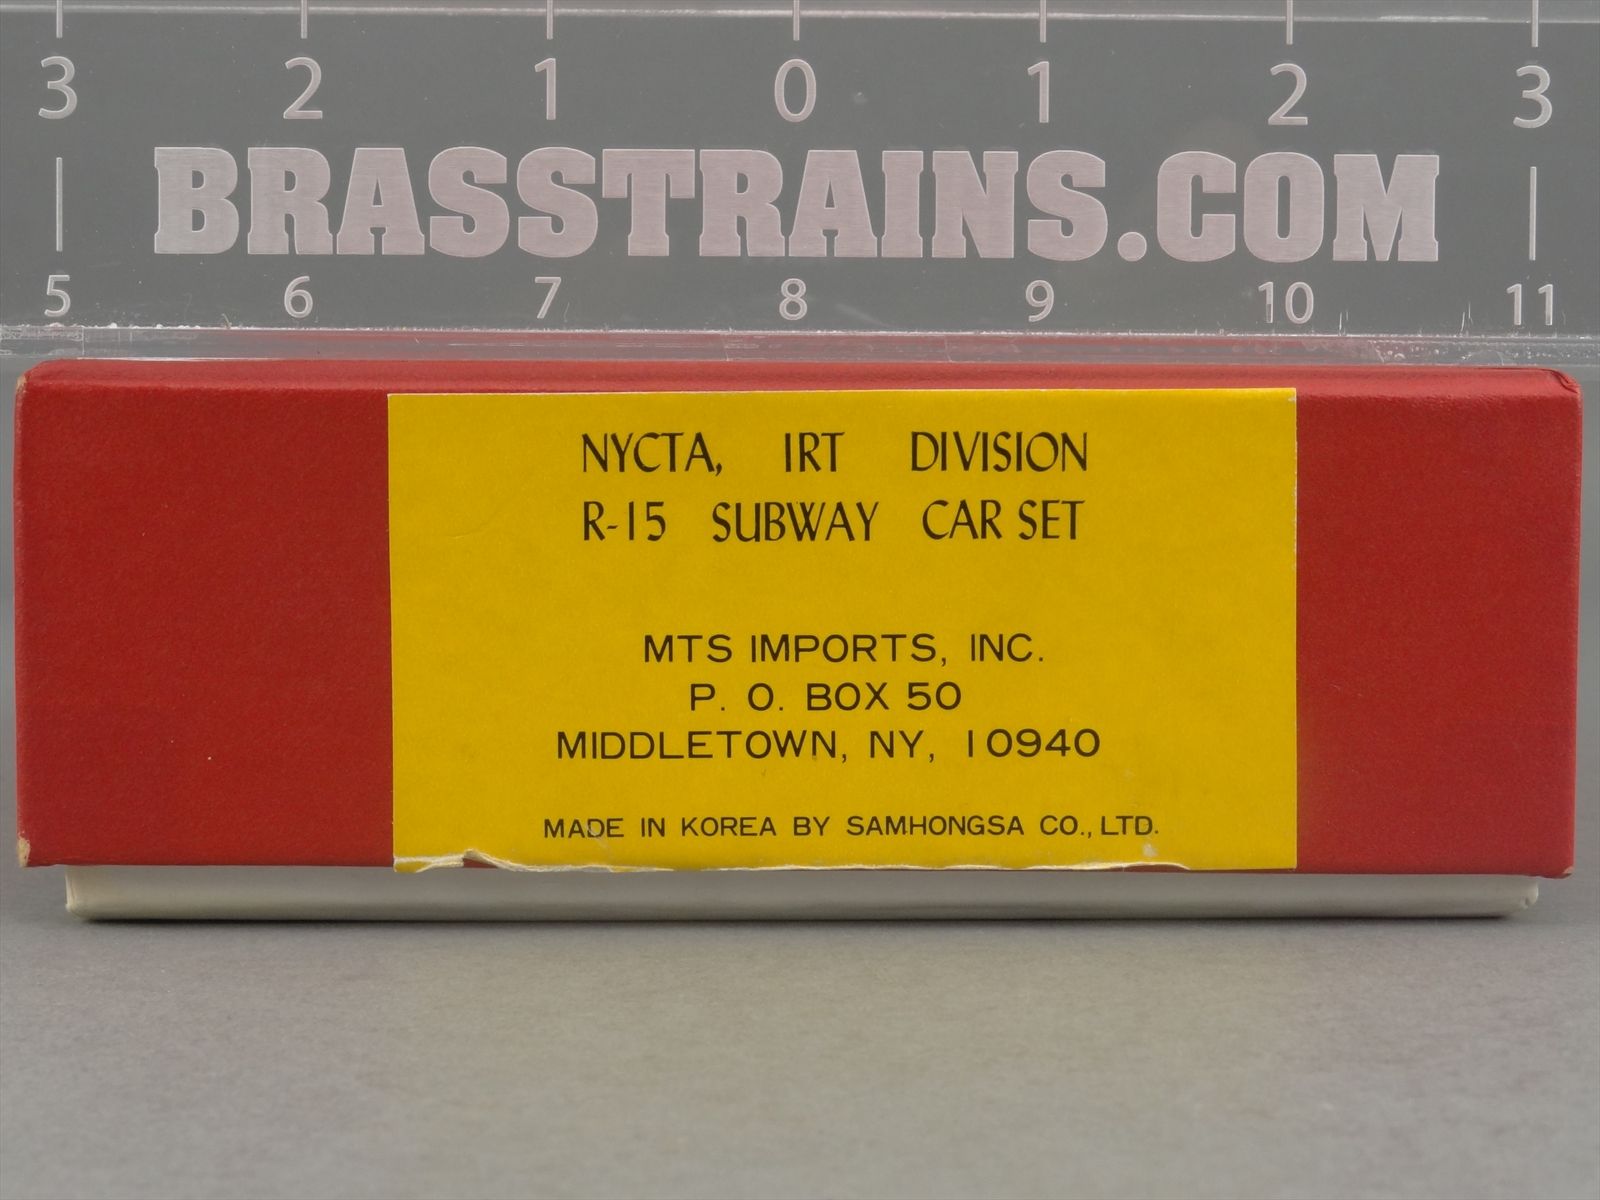 3 2 1 0 1 2 3
BRASSTRAINS.COM
5 6 7 8 9 10 11
NYCTA, IRT DIVISION
R-15 SUBWAY CAR SET
MTS IMPORTS, INC.
P. O. BOX 50
MIDDLETOWN, NY, 10940
MADE IN KOREA BY SAMHONGSA CO., LTD.